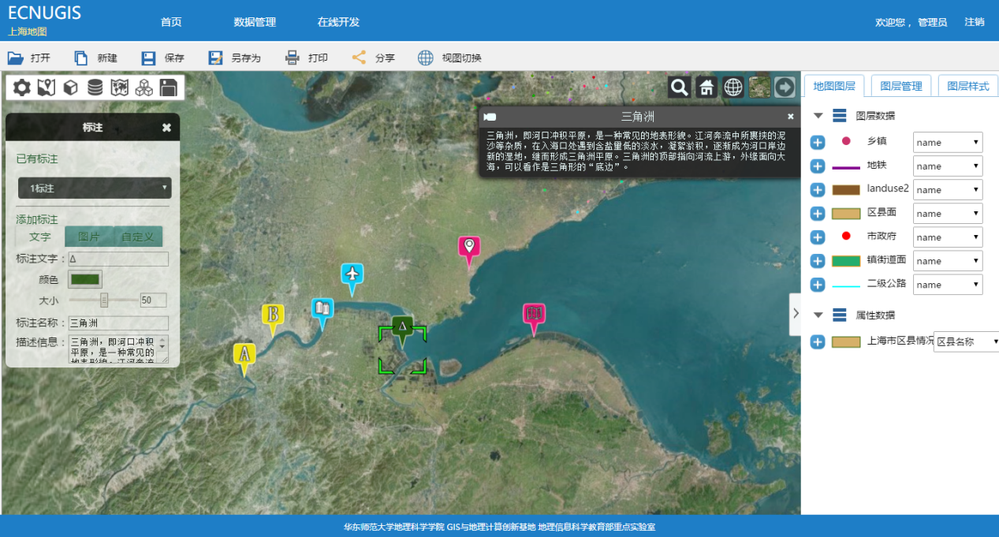 ECNUGIS
上海地图
首页
数据管理
在线开发
欢迎您， 管理员
注销
打开
新建
保存
另存为
打印
分享
视图切换
标注
已有标注
1标注
添加标注
文字
图片
自定义
标注文字：Δ
颜色
大小
50
标注名称：三角洲
描述信息：三角洲，即河口冲积
平原，是一种常见的
地表形貌。江河奔流
A
B
Δ
三角洲
三角洲，即河口冲积平原，是一种常见的地表形貌。江河奔流中所裹挟的泥
沙等杂质，在入海口处遇到含盐量低的淡水，凝絮淤积，逐渐成为河口岸边
新的湿地，继而形成三角洲平原。三角洲的顶部指向河流上游，外缘面向大
海，可以看作是三角形的“底边”。
地图图层
图层管理
图层样式
图层数据
乡镇 name
地铁 name
landuse2 name
区县面 name
市政府 name
镇街道面 name
二级公路 name
属性数据
上海市区县情况 区县名称
华东师范大学地理科学学院 GIS与地理计算创新基地 地理信息科学教育部重点实验室